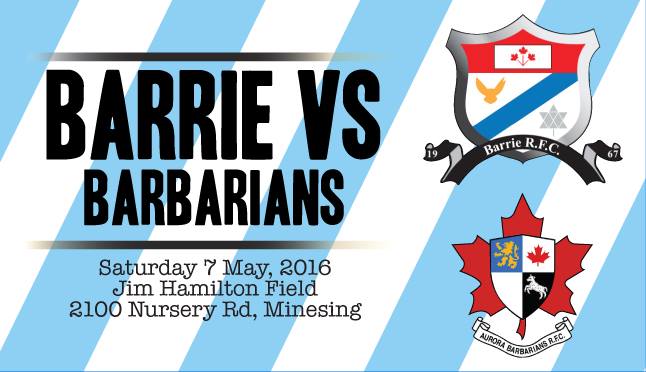 BARRIE VS
BARBARIANS
Saturday 7 May, 2016
Jim Hamilton Field
2100 Nursery Rd, Minesing
19 Barrie R.F.C. 67
AURORA BARBARIANS R.F.C.